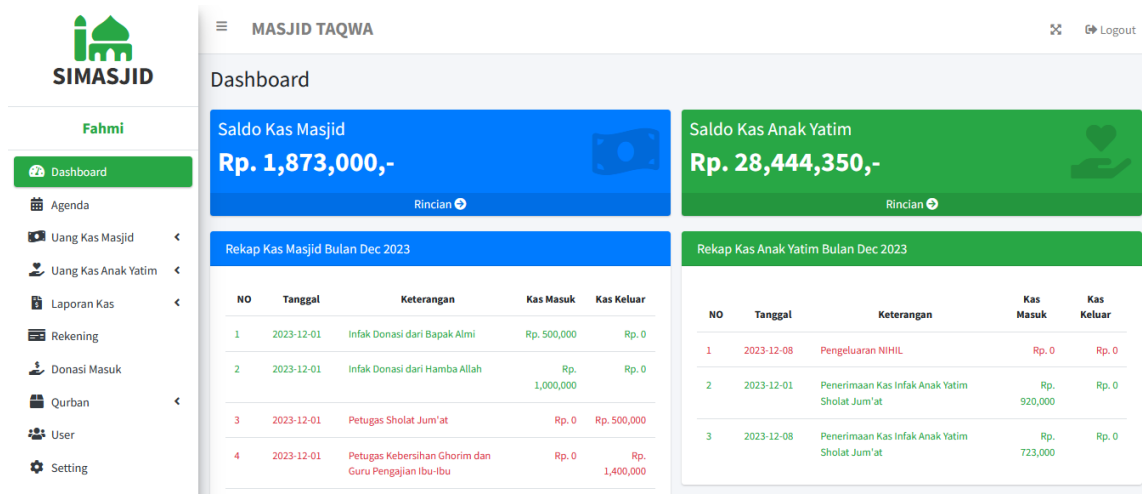 SIMASJID
Fahmi
Dashboard
Agenda
Uang Kas Masjid
Uang Kas Anak Yatim
Laporan Kas
Rekening
Donasi Masuk
Qurban
User
Setting
MASJID TAQWA
Logout
Dashboard
Saldo Kas Masjid
Rp. 1,873,000,-
Rincian
Saldo Kas Anak Yatim
Rp. 28,444,350,-
Rincian
Rekap Kas Masjid Bulan Dec 2023
NO Tanggal Keterangan Kas Masuk Kas Keluar
1 2023-12-01 Infak Donasi dari Bapak Almi Rp. 500,000 Rp. 0
2 2023-12-01 Infak Donasi dari Hamba Allah Rp. Rp. 0
1,000,000
3 2023-12-01 Petugas Sholat Jum'at Rp. 0 Rp. 500,000
4 2023-12-01 Petugas Kebersihan Ghorim dan Rp. 0 Rp.
Guru Pengajian Ibu-Ibu 1,400,000
Rekap Kas Anak Yatim Bulan Dec 2023
Kas Kas
NO Tanggal Keterangan Masuk Keluar
1 2023-12-08 Pengeluaran NIHIL Rp. 0 Rp. 0
2 2023-12-01 Penerimaan Kas Infak Anak Yatim Rp. Rp. 0
Sholat Jum'at 920,000
3 2023-12-08 Penerimaan Kas Infak Anak Yatim Rp. Rp. 0
Sholat Jum'at 723,000